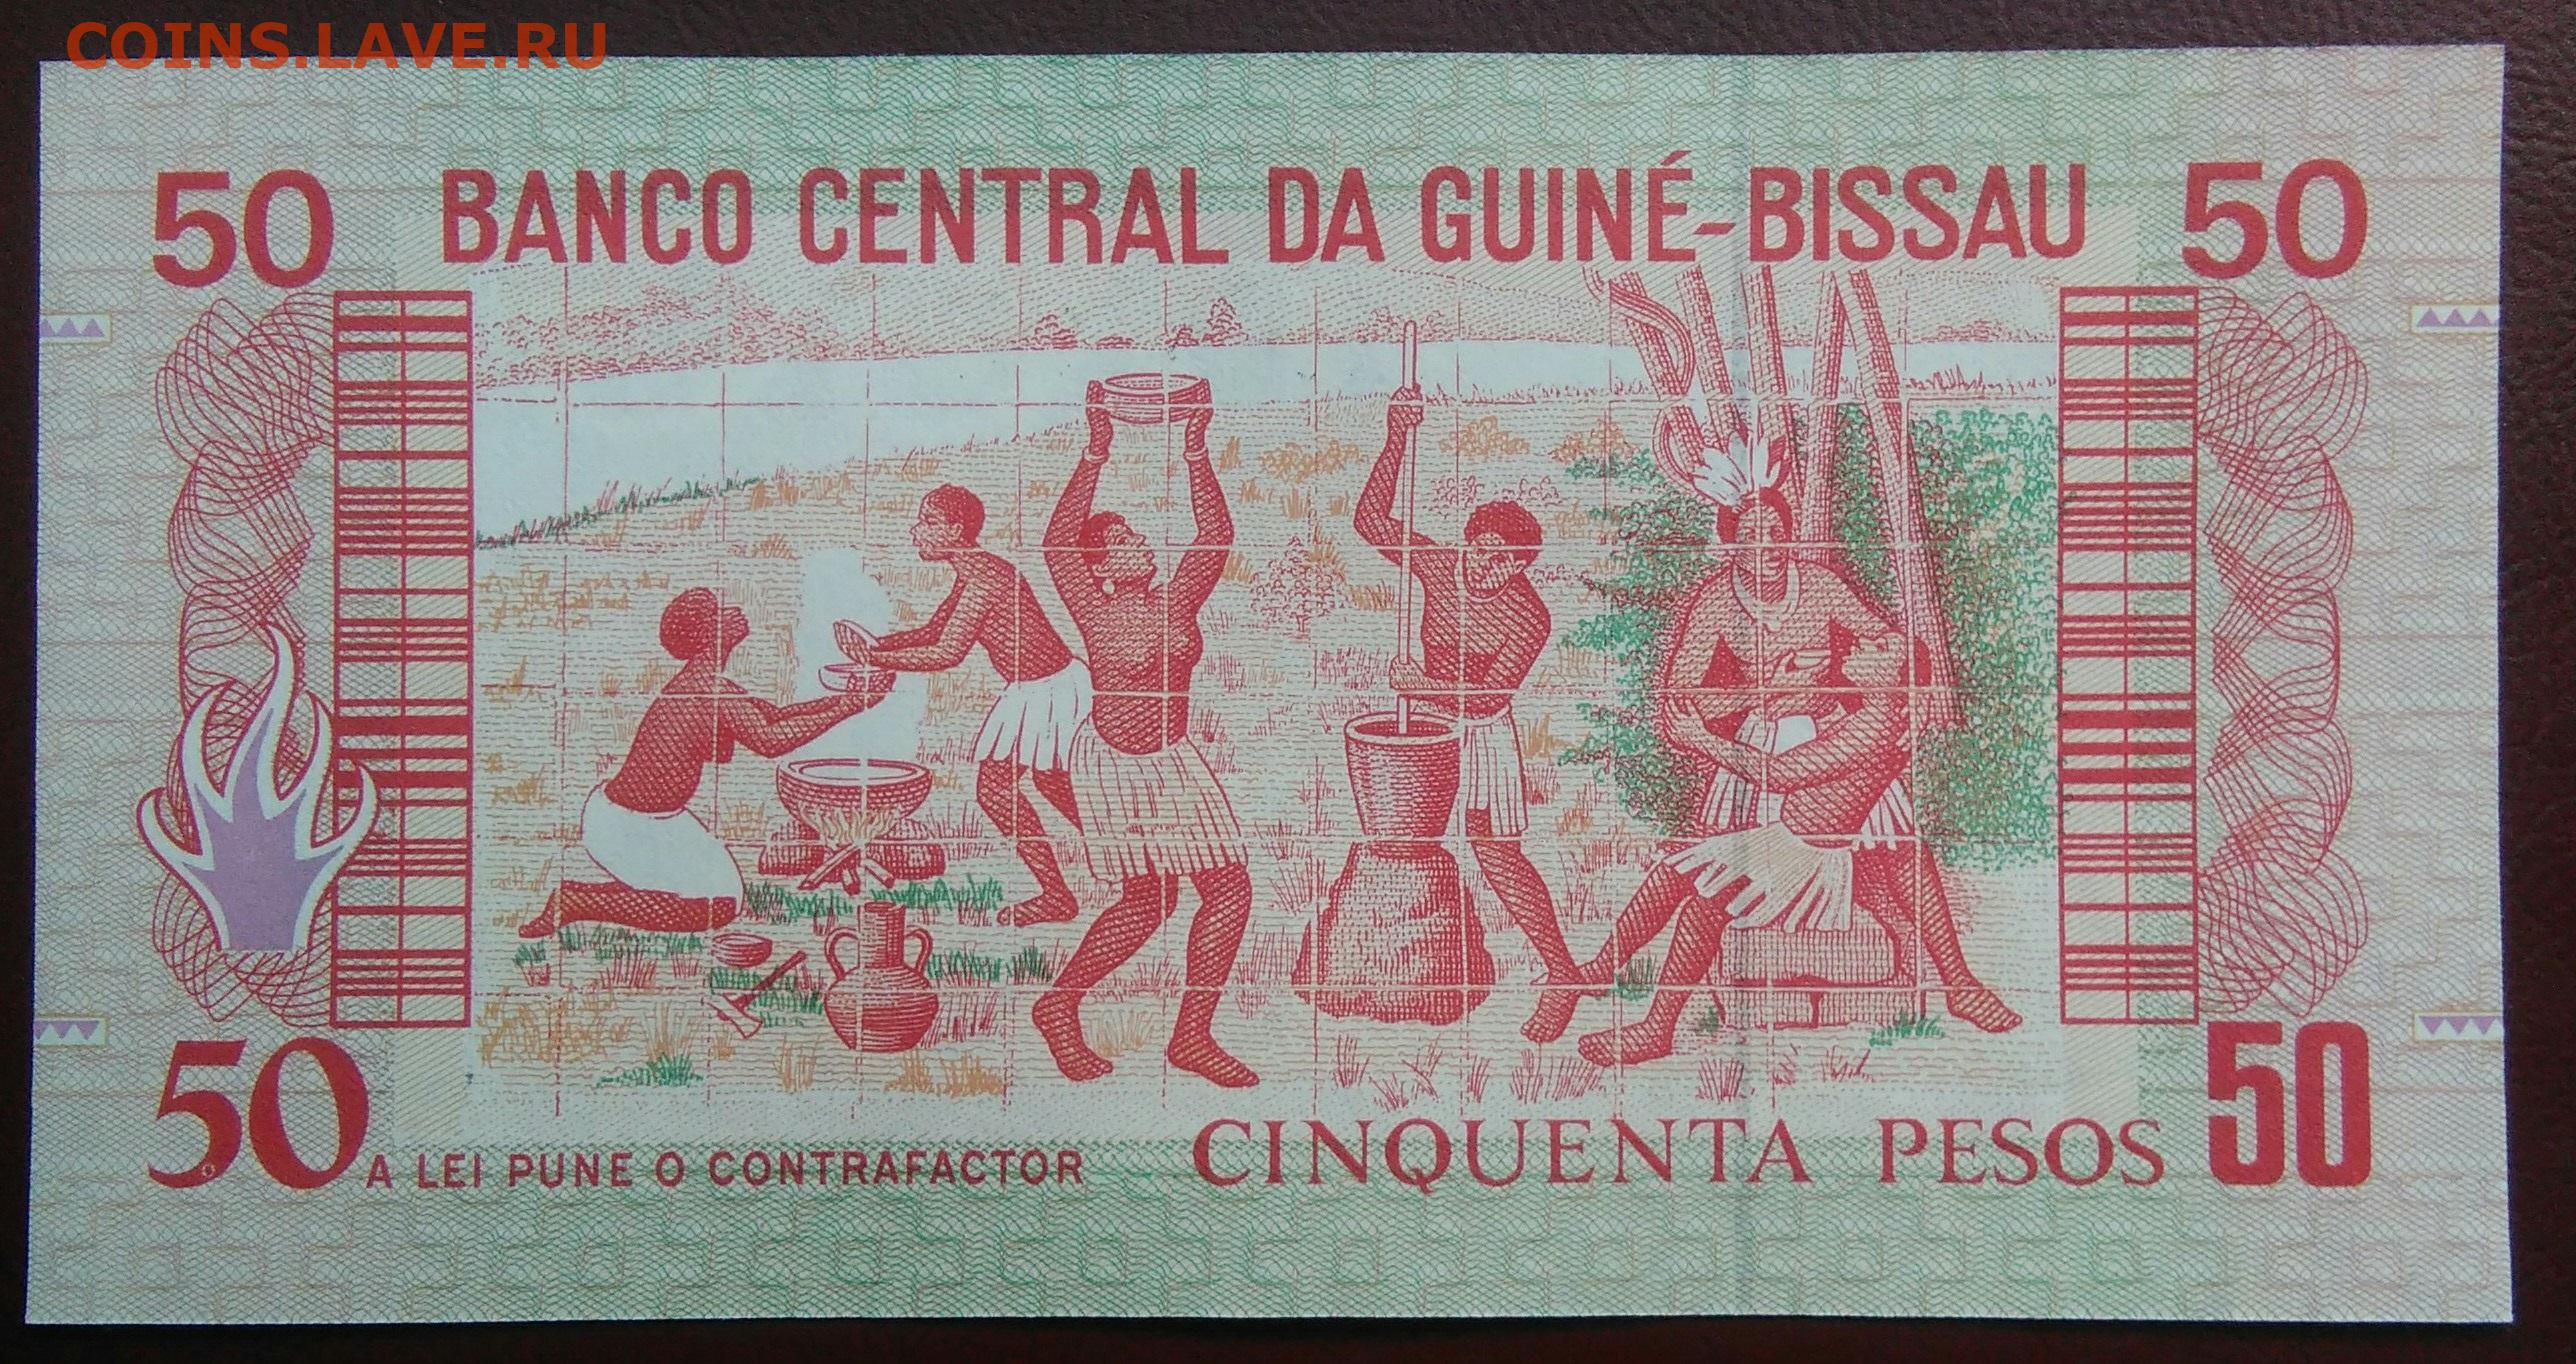 COINS.LAVE.RU
50 BANCO CENTRAL DA GUINÉ-BISSAU 50
50 A LEI PUNE O CONTRAFACTOR CINQUENTA PESOS 50